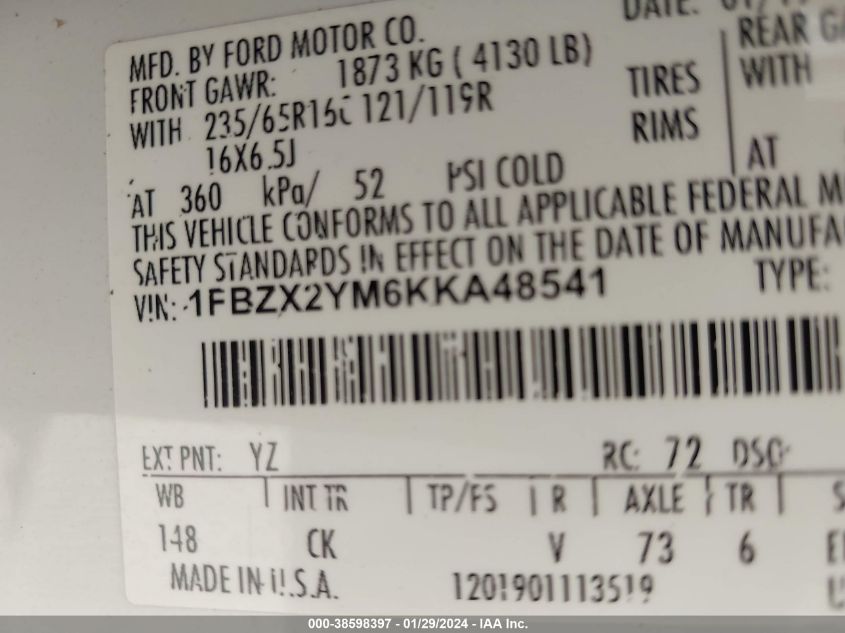 DATE:
MFD. BY FORD MOTOR CO.
FRONT GAWR: 1873 KG ( 4130 LB)
REAR
WITH 235/65R16C 121/119R TIRES
WITH
16X6.5J RIMS
AT 360 kPa/ 52 PSI COLD
AT
THIS VEHICLE CONFORMS TO ALL APPLICABLE FEDERAL M
SAFETY STANDARDS IN EFFECT ON THE DATE OF MANUFA
VIN: 1FBZX2YM6KKA48541 TYPE:
EXT PNT: YZ RC: 72 DSO:
WB INT TR TP/PS R AXLE TR S
148 CK V 73 6
MADE IN U.S.A. 1201901113519
000-38598397 - 01/29/2024 - IAA Inc.